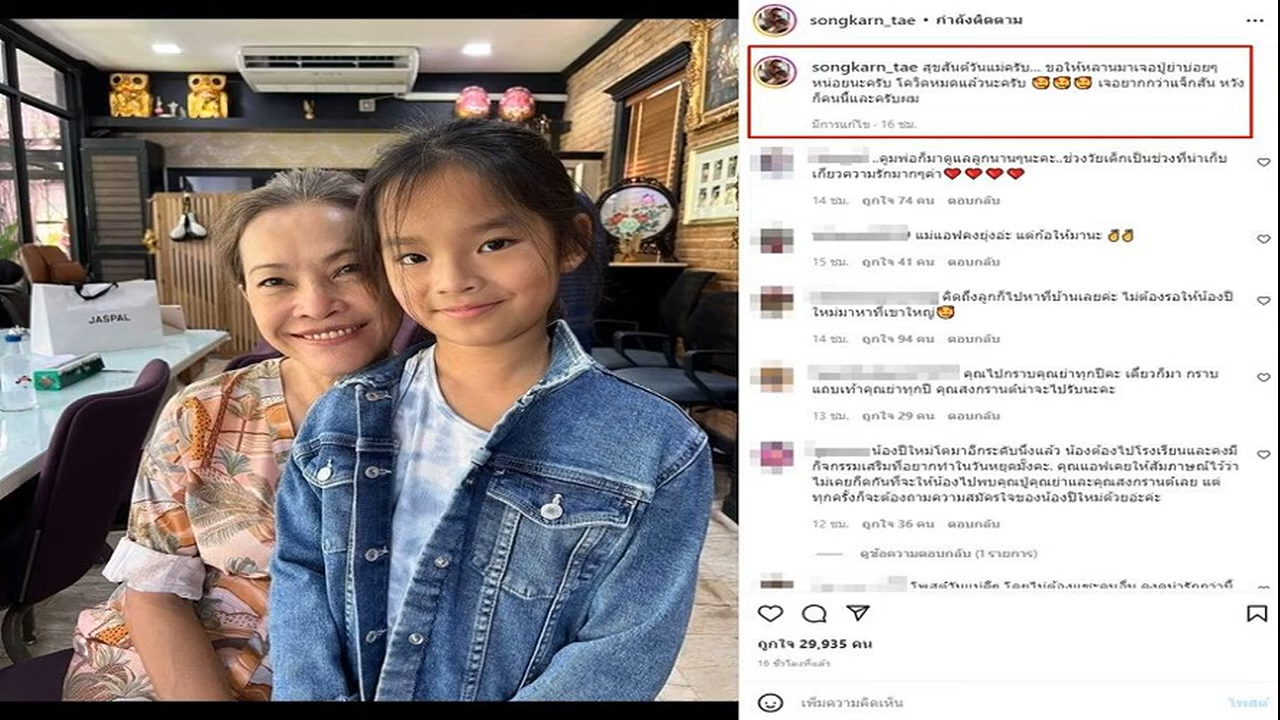 JASPAL
songkarn_tae • กำลังติดตาม
songkarn_tae สุขสันต์วันแม่ครับ... ขอให้หลานมาเจอปู่ย่าบ่อยๆ
หน่อยนะครับ โควิดหมดแล้วนะครับ 🥰🥰🥰 เจอยากกว่าแจ็กสัน หวัง
ก็คนนี้และครับผม
มีการแก้ไข · 16 ชม.
..คุมพ่อก็มาดูแลลูกนานๆนะคะ..ช่วงวัยเด็กเป็นช่วงที่น่าเก็บ
เกี่ยวความรักมากๆค่า❤️❤️❤️❤️
14 ชม. ถูกใจ 74 คน ตอบกลับ
แม่แอฟคงยุ่งอ่ะ แต่ก้อให้มานะ ✌️✌️
15 ชม. ถูกใจ 41 คน ตอบกลับ
คิดถึงลูกก็ไปหาที่บ้านเลยค่ะ ไม่ต้องรอให้น้องปี
ใหม่มาหาที่เขาใหญ่🥰
14 ชม. ถูกใจ 94 คน ตอบกลับ
คุณไปกราบคุณย่าทุกปีคะ เดี๋ยวก็มา กราบ
แถบเท้าคุณย่าทุกปี คุณสงกรานต์น่าจะไปรับนะคะ
13 ชม. ถูกใจ 29 คน ตอบกลับ
น้องปีใหม่โตมาอีกระดับนึงแล้ว น้องต้องไปโรงเรียนและคงมี
กิจกรรมเสริมที่อยากทำในวันหยุดมั้งคะ. คุณแอฟเคยให้สัมภาษณ์ไว้ว่า
ไม่เคยกีดกันที่จะให้น้องไปพบคุณปู่คุณย่าและคุณสงกรานต์เลย แต่
ทุกครั้งก็จะต้องถามความสมัครใจของน้องปีใหม่ด้วยอ่ะค่ะ
12 ชม. ถูกใจ 36 คน ตอบกลับ
ดูข้อความตอบกลับ (1 รายการ)
ถูกใจ 29,935 คน
16 ชั่วโมงที่แล้ว
เพิ่มความคิดเห็น
โพสต์